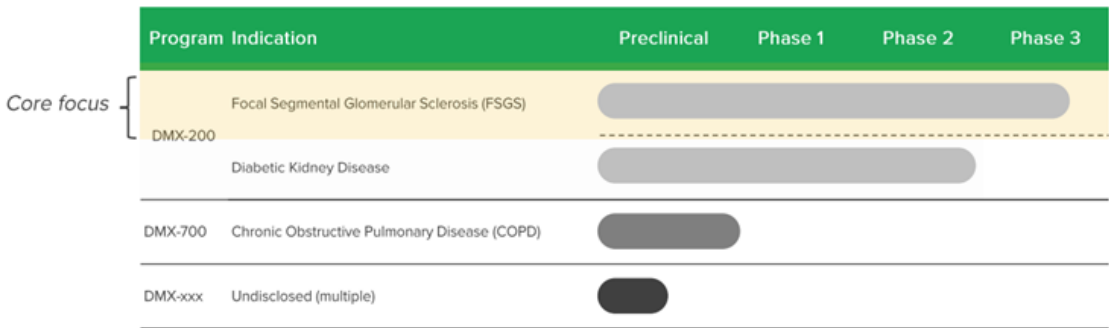 Program Indication Preclinical Phase 1 Phase 2 Phase 3
Core focus
Focal Segmental Glomerular Sclerosis (FSGS)
DMX-200
Diabetic Kidney Disease
DMX-700 Chronic Obstructive Pulmonary Disease (COPD)
DMX-xxx Undisclosed (multiple)